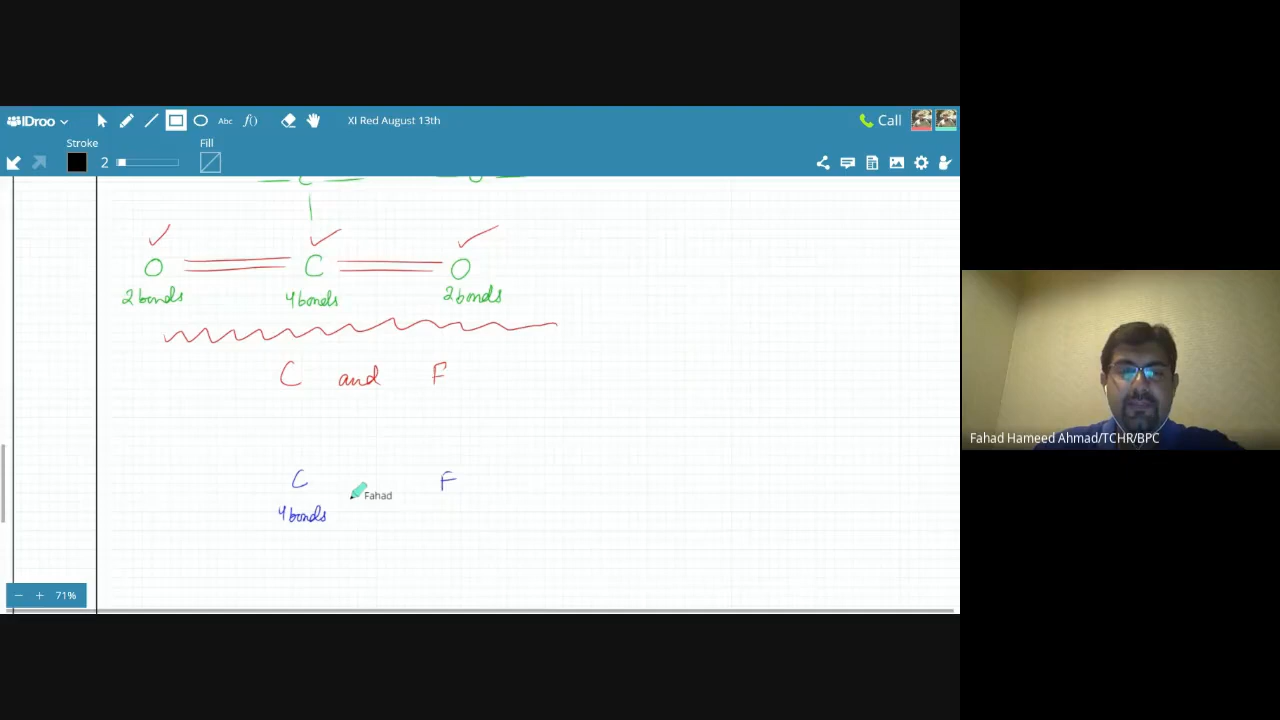 IDroo
Abc
f()
XI Red August 13th
Call
Stroke
Fill
2
C
O
O C O
2 bonds 4 bonds 2 bonds
C and F
C F
Fahad
4 bonds
71%
Fahad Hameed Ahmad/TCHR/BPC